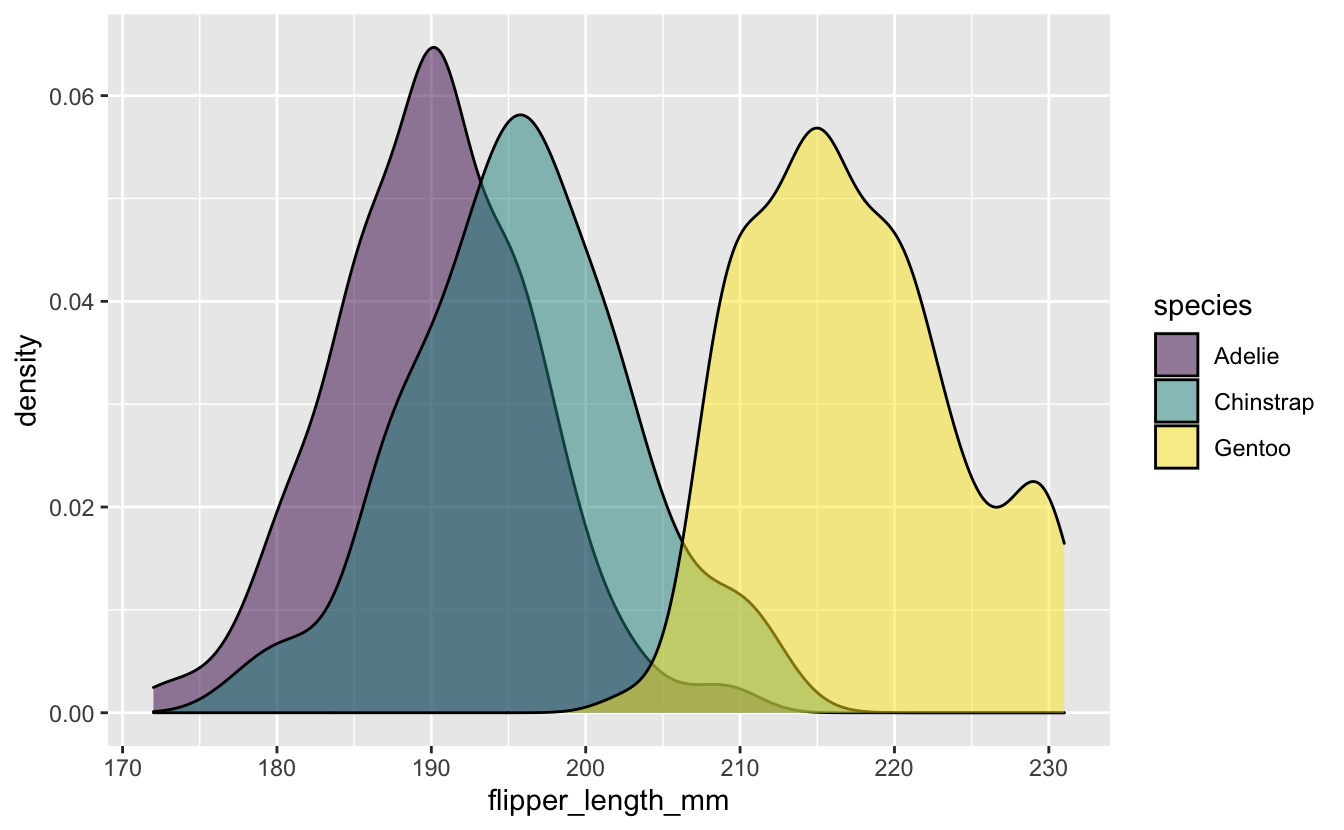 0.06
0.04
0.02
0.00
density
170 180 190 200 210 220 230
flipper_length_mm
species
Adelie
Chinstrap
Gentoo